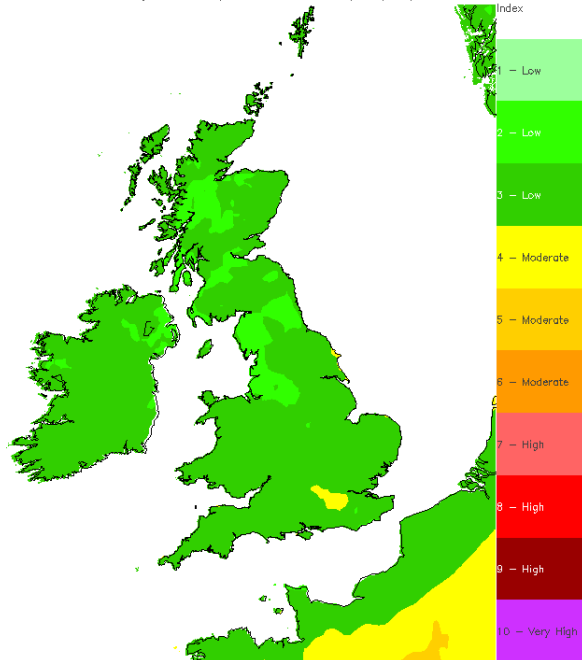 Index
1 - Low
2 - Low
3 - Low
4 - Moderate
5 - Moderate
6 - Moderate
7 - High
8 - High
9 - High
10 - Very High